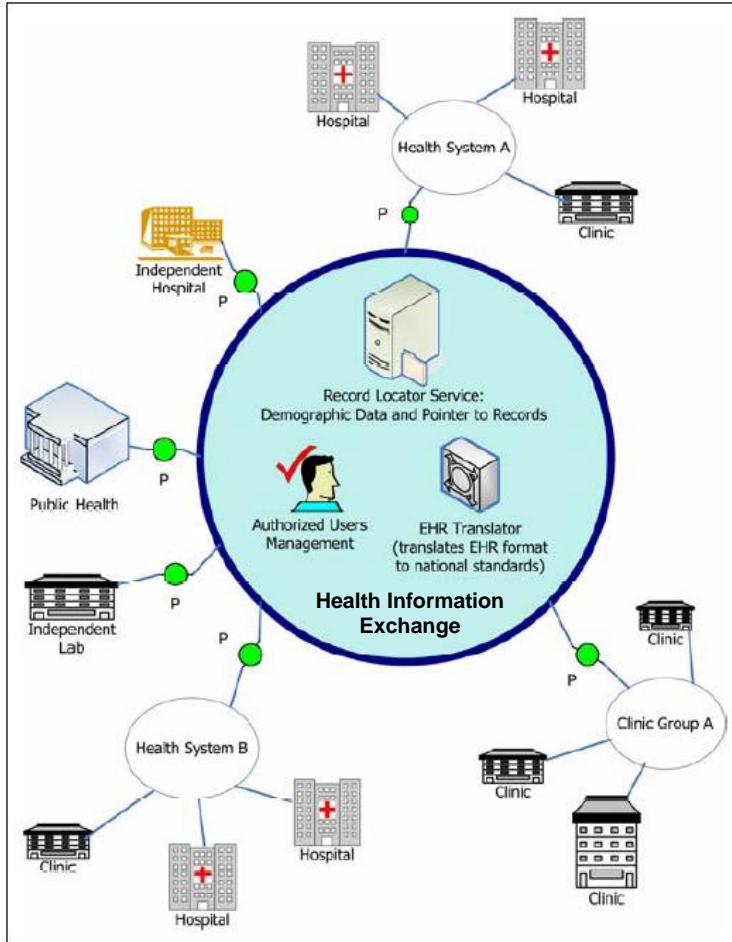 Hospital
Hospital
Health System A
Clinic
P
Independent
Hospital
P
Record Locator Service:
Demographic Data and Pointer to Records
Public Health
P
Authorized Users
Management
EHR Translator
(translates EHR format
to national standards)
Independent
Lab
P
Health Information
Exchange
P
P
Clinic
Health System B
Clinic Group A
Clinic
Clinic
Hospital
Hospital
Clinic